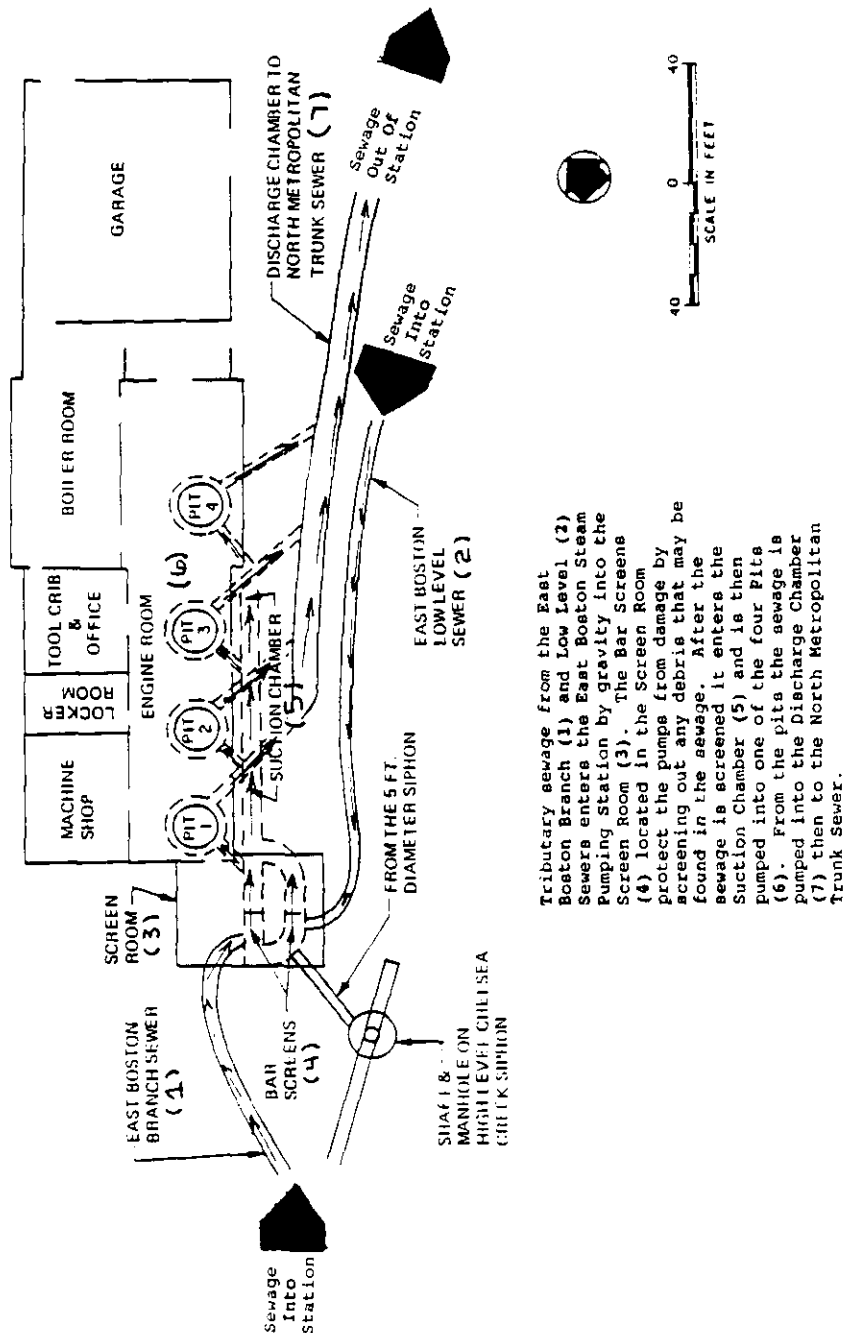 GARAGE
BOILER ROOM
TOOL CRIB
&
OFFICE
LOCKER
ROOM
MACHINE
SHOP
ENGINE ROOM
(6)
PIT
1
PIT
2
PIT
3
PIT
4
SCREEN
ROOM
(3)
EAST BOSTON
BRANCH SEWER
(1)
BAR
SCREENS
(4)
SUCTION CHAMBER
(5)
DISCHARGE CHAMBER TO
NORTH METROPOLITAN
TRUNK SEWER (7)
Sewage
Out Of
Station
Sewage
Into
Station
EAST BOSTON
LOW LEVEL
SEWER (2)
FROM THE 5 FT.
DIAMETER SIPHON
SHAFT &
MANHOLE ON
HIGH LEVEL CHELSEA
CREEK SIPHON
Sewage
Into
Station
40 0 40
SCALE IN FEET
Tributary sewage from the East
Boston Branch (1) and Low Level (2)
Sewers enters the East Boston Steam
Pumping Station by gravity into the
Screen Room (3). The Bar Screens
(4) located in the Screen Room
protect the pumps from damage by
screening out any debris that may be
found in the sewage. After the
sewage is screened it enters the
Suction Chamber (5) and is then
pumped into one of the four Pits
(6). From the pits the sewage is
pumped into the Discharge Chamber
(7) then to the North Metropolitan
Trunk Sewer.